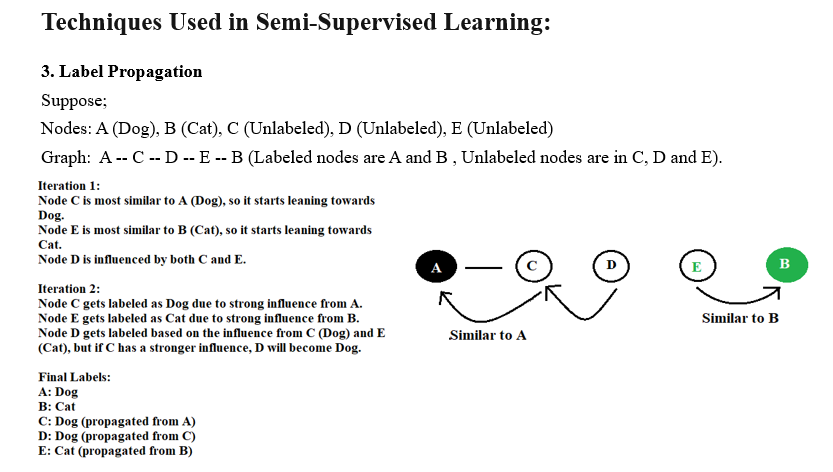 Techniques Used in Semi-Supervised Learning:
3. Label Propagation
Suppose;
Nodes: A (Dog), B (Cat), C (Unlabeled), D (Unlabeled), E (Unlabeled)
Graph:  A -- C -- D -- E -- B (Labeled nodes are A and B , Unlabeled nodes are in C, D and E).
Iteration 1:
Node C is most similar to A (Dog), so it starts leaning towards
Dog.
Node E is most similar to B (Cat), so it starts leaning towards
Cat.
Node D is influenced by both C and E.
Iteration 2:
Node C gets labeled as Dog due to strong influence from A.
Node E gets labeled as Cat due to strong influence from B.
Node D gets labeled based on the influence from C (Dog) and E
(Cat), but if C has a stronger influence, D will become Dog.
Final Labels:
A: Dog
B: Cat
C: Dog (propagated from A)
D: Dog (propagated from C)
E: Cat (propagated from B)
A C D E B
Similar to A
Similar to B